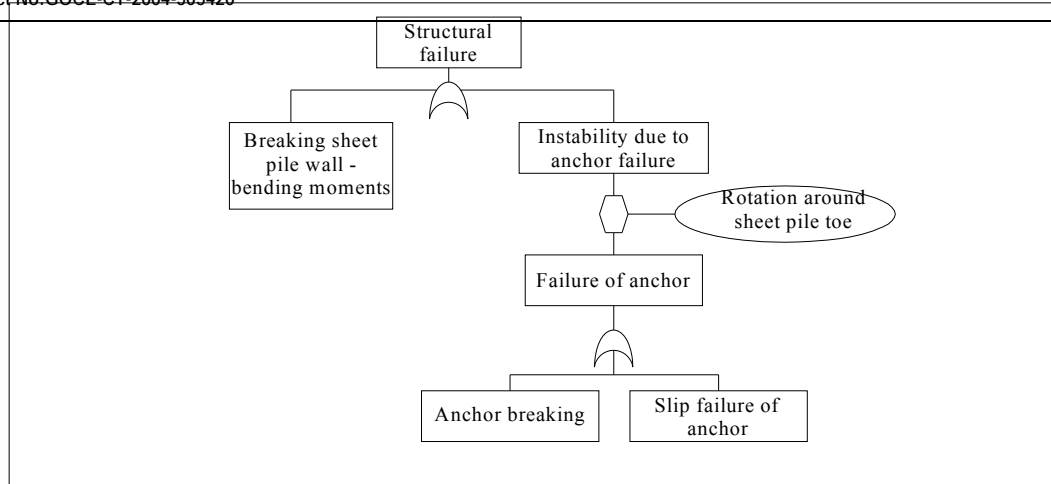 Structural
failure
Breaking sheet
pile wall -
bending moments
Instability due to
anchor failure
Rotation around
sheet pile toe
Failure of anchor
Anchor breaking
Slip failure of
anchor